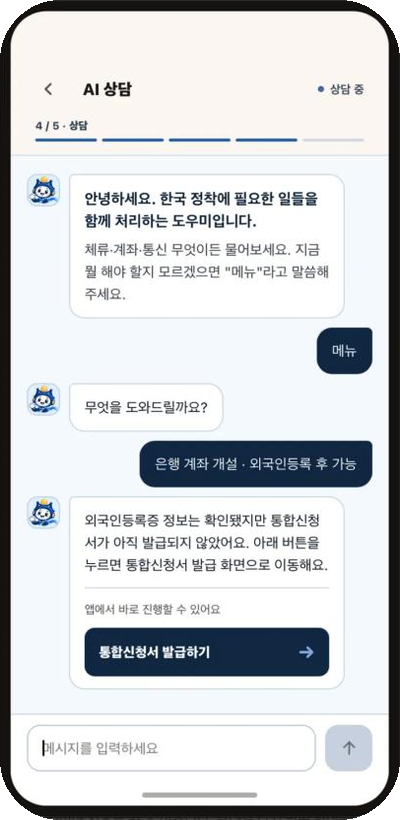 AI 상담
상담 중
4 / 5 · 상담
안녕하세요. 한국 정착에 필요한 일들을
함께 처리하는 도우미입니다.
체류·계좌·통신 무엇이든 물어보세요. 지금
뭘 해야 할지 모르겠으면 "메뉴"라고 말씀해
주세요.
메뉴
무엇을 도와드릴까요?
은행 계좌 개설 · 외국인등록 후 가능
외국인등록증 정보는 확인됐지만 통합신청
서가 아직 발급되지 않았어요. 아래 버튼을
누르면 통합신청서 발급 화면으로 이동해요.
앱에서 바로 진행할 수 있어요
통합신청서 발급하기
메시지를 입력하세요